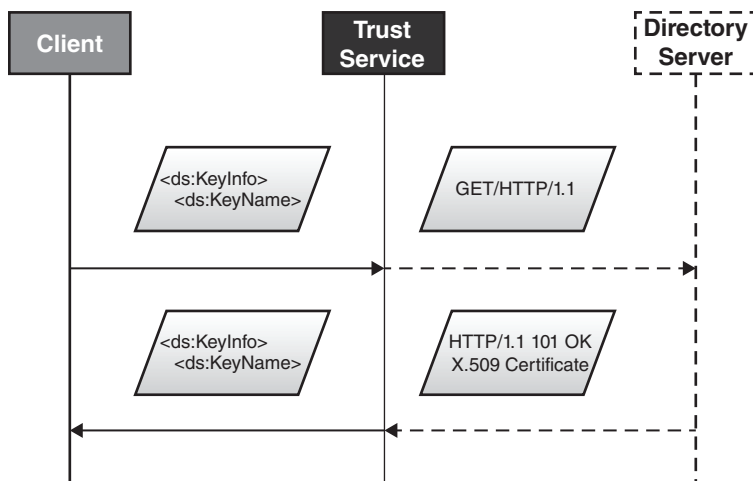 Client
Trust
Service
Directory
Server
<ds:KeyInfo>
<ds:KeyName>
GET/HTTP/1.1
<ds:KeyInfo>
<ds:KeyName>
HTTP/1.1 101 OK
X.509 Certificate